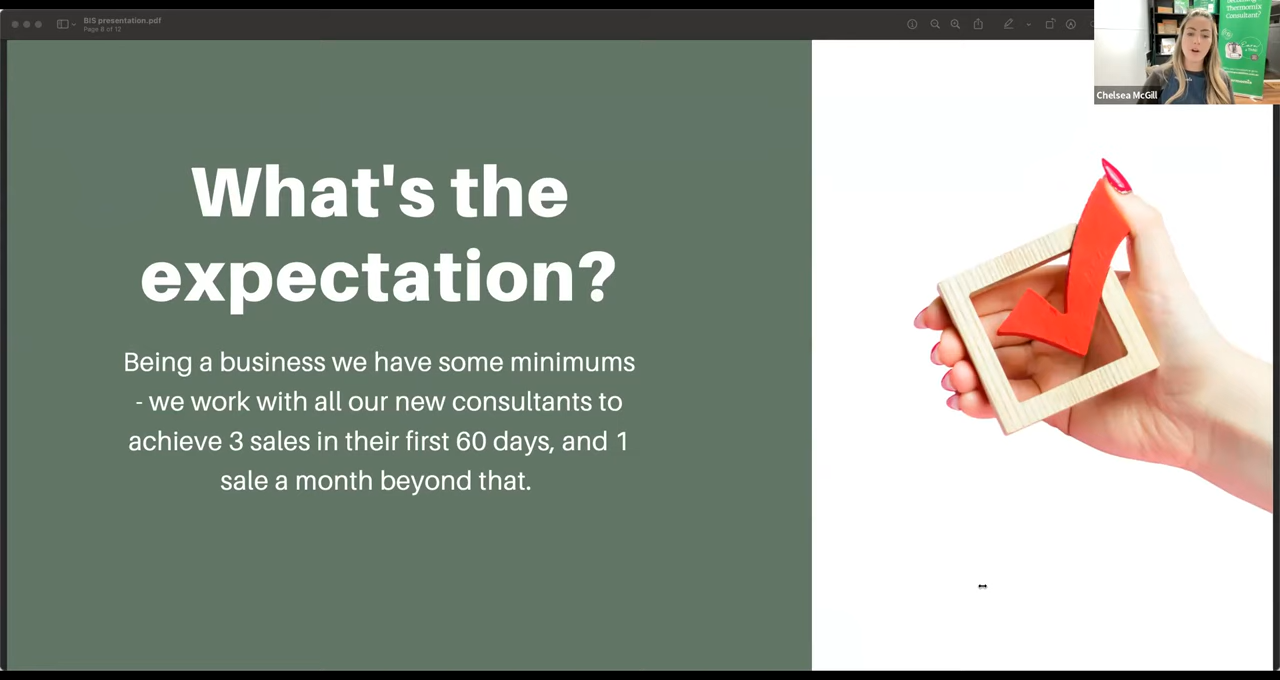 BIS presentation.pdf
Page 8 of 12
Consultant?
Chelsea McGill
What's the
expectation?
Being a business we have some minimums
- we work with all our new consultants to
achieve 3 sales in their first 60 days, and 1
sale a month beyond that.